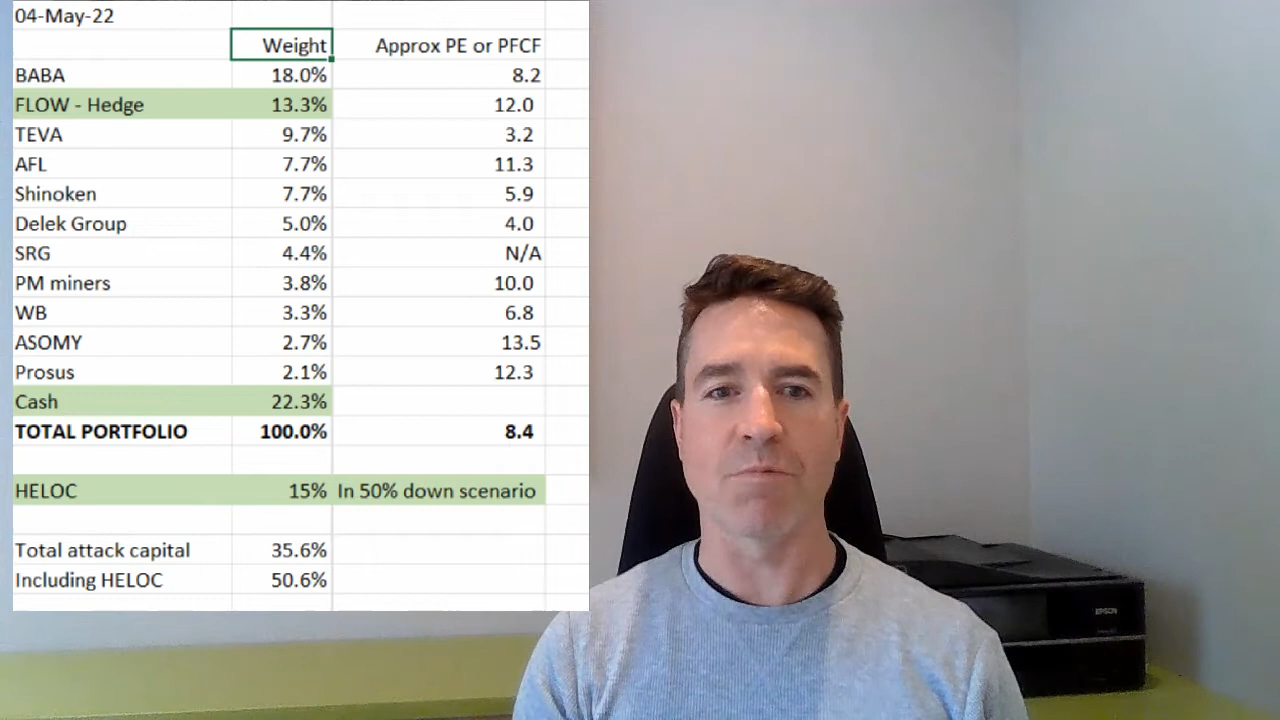 04-May-22
Weight Approx PE or PFCF
BABA 18.0% 8.2
FLOW - Hedge 13.3% 12.0
TEVA 9.7% 3.2
AFL 7.7% 11.3
Shinoken 7.7% 5.9
Delek Group 5.0% 4.0
SRG 4.4% N/A
PM miners 3.8% 10.0
WB 3.3% 6.8
ASOMY 2.7% 13.5
Prosus 2.1% 12.3
Cash 22.3%
TOTAL PORTFOLIO 100.0% 8.4
HELOC 15% In 50% down scenario
Total attack capital 35.6%
Including HELOC 50.6%
EPSON